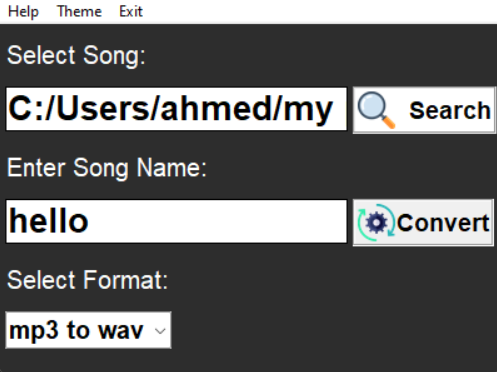 Help Theme Exit
Select Song:
C:/Users/ahmed/my Search
Enter Song Name:
hello Convert
Select Format:
mp3 to wav